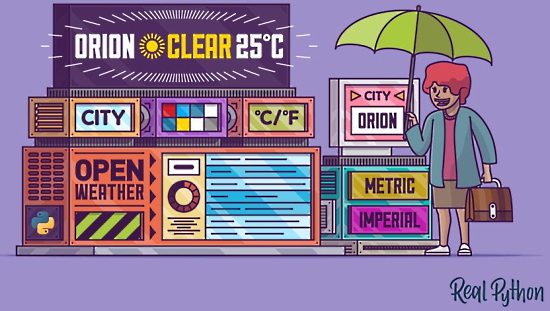 ORION CLEAR 25°C
CITY
°C/°F
CITY
ORION
OPEN
WEATHER
METRIC
IMPERIAL
Real Python